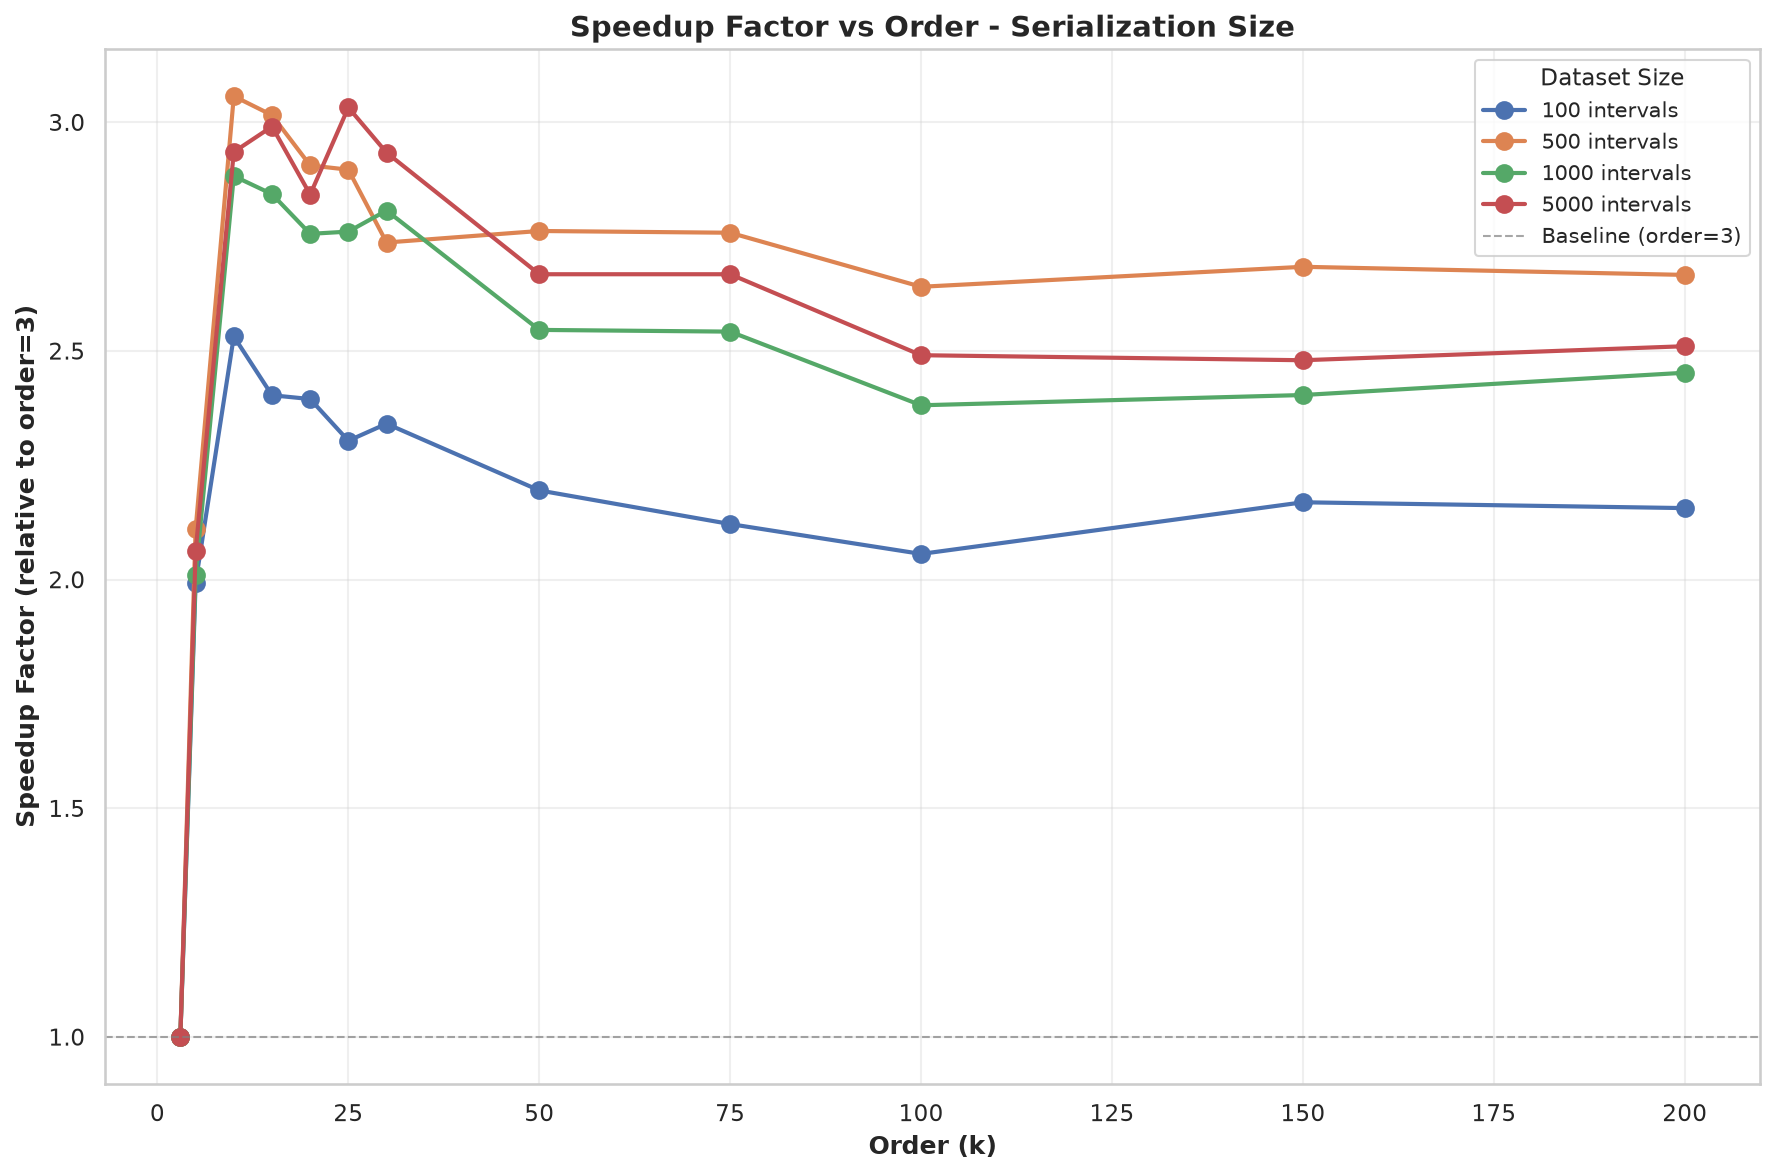 Speedup Factor vs Order - Serialization Size
Dataset Size
100 intervals
500 intervals
1000 intervals
5000 intervals
Baseline (order=3)
Speedup Factor (relative to order=3)
3.0
2.5
2.0
1.5
1.0
0 25 50 75 100 125 150 175 200
Order (k)